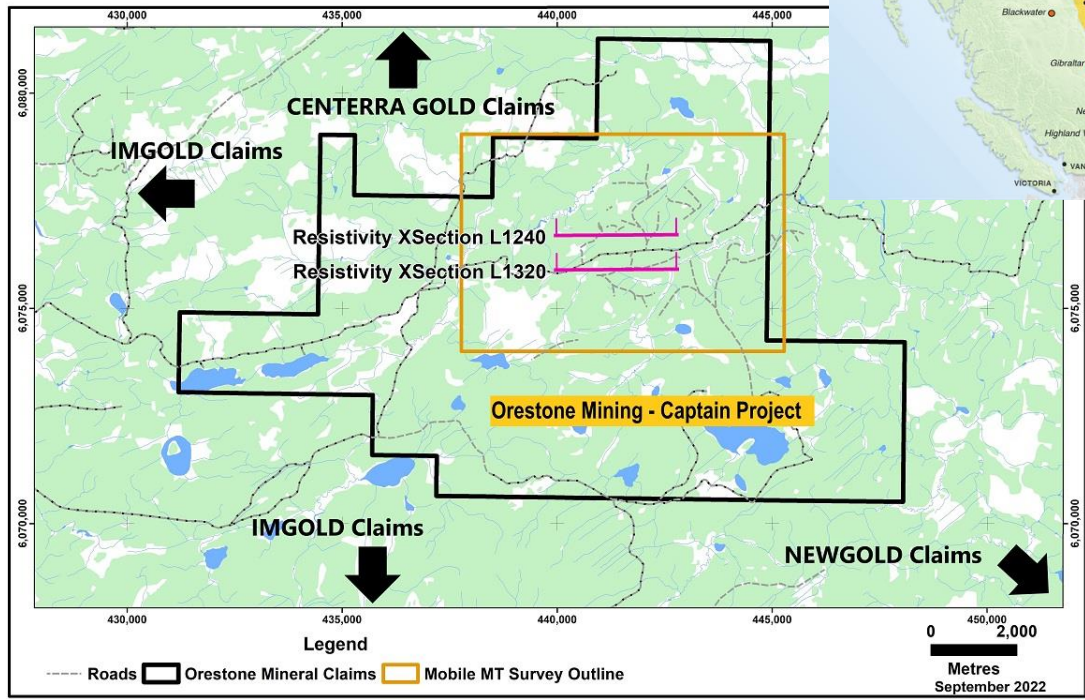 430,000
435,000
440,000
445,000
Blackwater
Gibraltar
Highland V
VAN
VICTORIA
6,080,000
CENTERRA GOLD Claims
IMGOLD Claims
Resistivity XSection L1240
Resistivity XSection L1320
6,075,000
6,075,000
Orestone Mining - Captain Project
6,070,000
6,070,000
IMGOLD Claims
NEWGOLD Claims
430,000
435,000
440,000
445,000
450,000
Legend
Roads
Orestone Mineral Claims
Mobile MT Survey Outline
0 2,000
Metres
September 2022